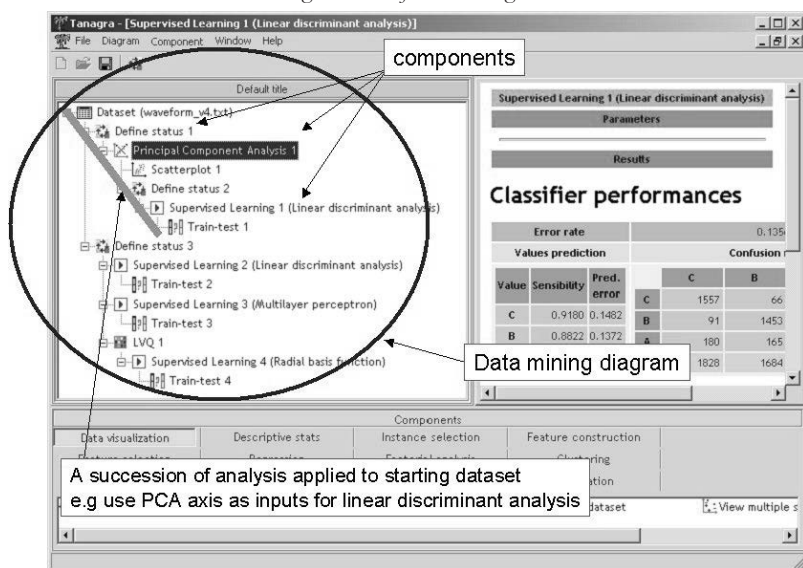 Tanagra - [Supervised Learning 1 (Linear discriminant analysis)]
File Diagram Component Window Help
components
Default title
Dataset (waveform_v4.txt)
Define status 1
Principal Component Analysis 1
Scatterplot 1
Define status 2
Supervised Learning 1 (Linear discriminant analysis)
Train-test 1
Define status 3
Supervised Learning 2 (Linear discriminant analysis)
Train-test 2
Supervised Learning 3 (Multilayer perceptron)
Train-test 3
LVQ 1
Supervised Learning 4 (Radial basis function)
Train-test 4
Supervised Learning 1 (Linear discriminant analysis)
Parameters
Results
Classifier performances
Error rate 0.135
Values prediction Confusion
Value Sensibility Pred. error
C 0.9180 0.1482
B 0.8822 0.1372
C B
C 1557 66
B 91 1453
A 180 165
1828 1684
Data mining diagram
Components
Data visualization Descriptive stats Instance selection Feature construction
A succession of analysis applied to starting dataset
e.g use PCA axis as inputs for linear discriminant analysis
dataset View multiple s